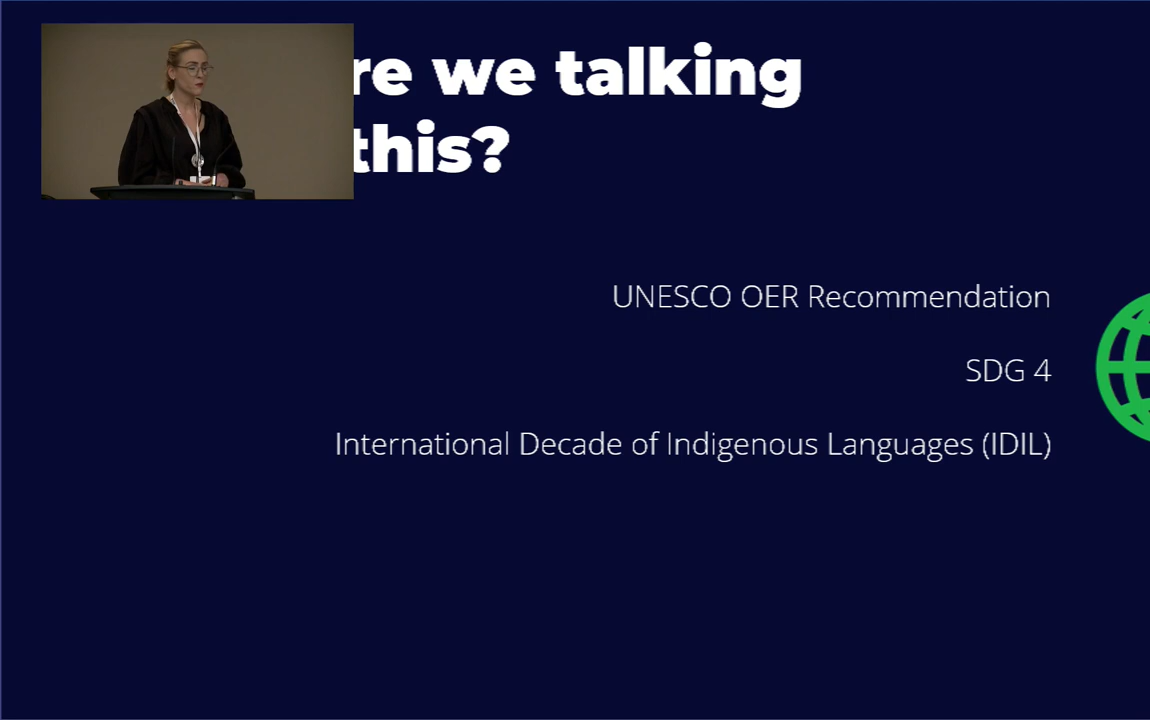 re we talking
this?
UNESCO OER Recommendation
SDG 4
International Decade of Indigenous Languages (IDIL)